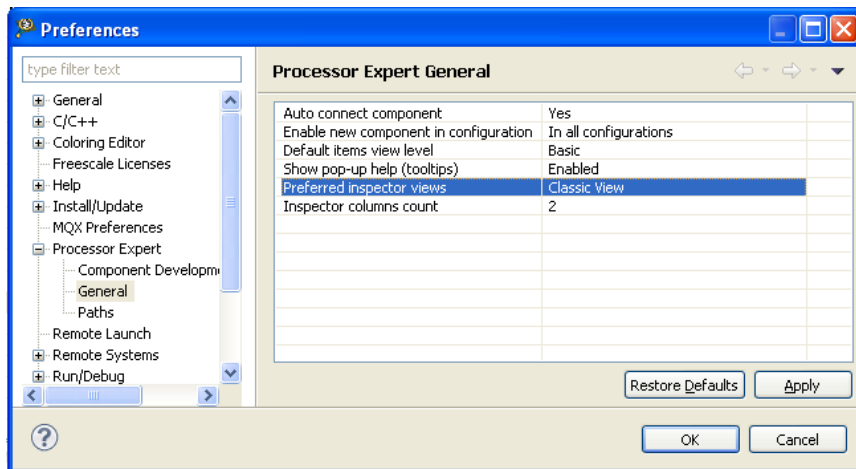 Preferences
type filter text
General
C/C++
Coloring Editor
Freescale Licenses
Help
Install/Update
MQX Preferences
Processor Expert
Component Developm
General
Paths
Remote Launch
Remote Systems
Run/Debug
Processor Expert General
Auto connect component Yes
Enable new component in configuration In all configurations
Default items view level Basic
Show pop-up help (tooltips) Enabled
Preferred inspector views Classic View
Inspector columns count 2
Restore Defaults Apply
OK Cancel